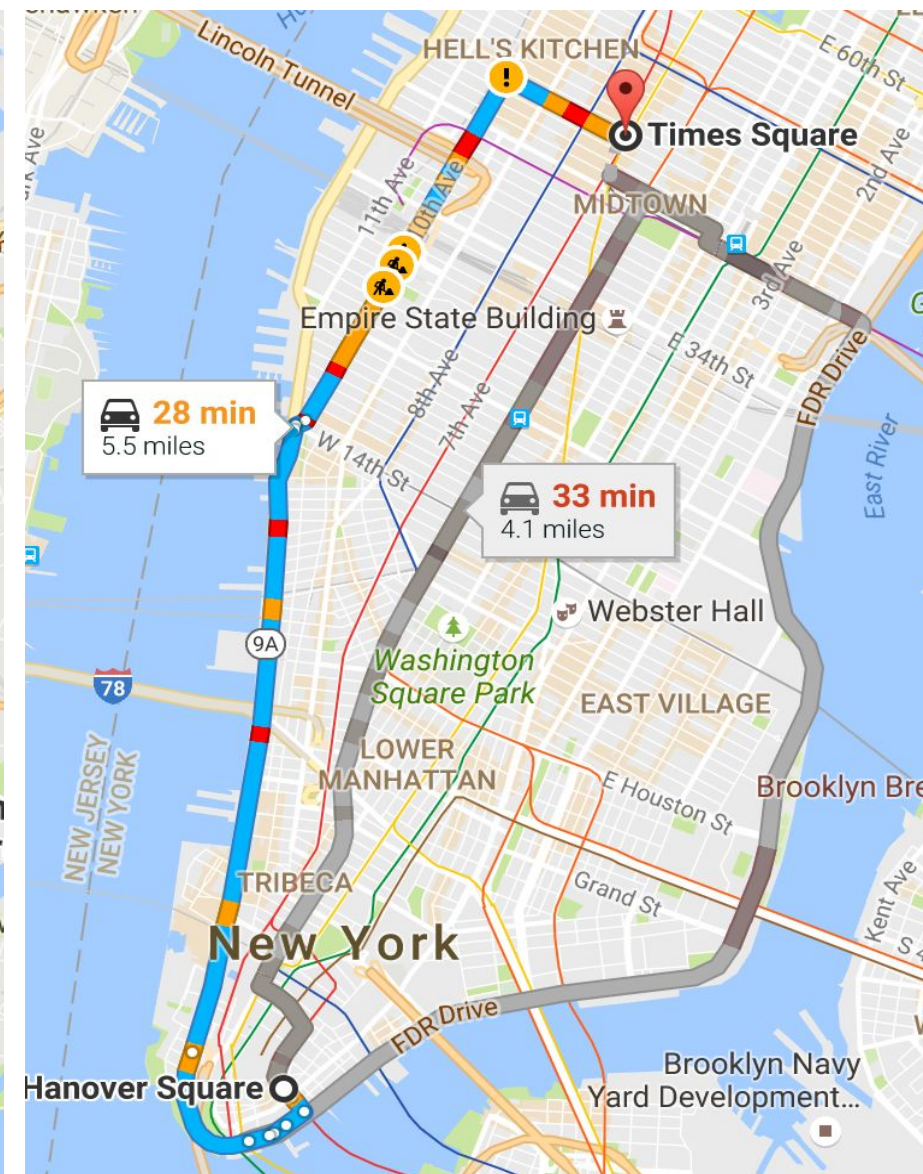 Lincoln Tunnel
HELL'S KITCHEN
E 60th St
Times Square
2nd Ave
11th Ave
10th Ave
MIDTOWN
3rd Ave
Empire State Building
E 34th St
FDR Drive
28 min
5.5 miles
8th Ave
7th Ave
W 14th St
East River
33 min
4.1 miles
Webster Hall
9A
Washington
Square Park
78
EAST VILLAGE
NEW JERSEY
NEW YORK
LOWER
MANHATTAN
E Houston St
Brooklyn Bre
TRIBECA
Grand St
Kent Ave
New York
S 4
FDR Drive
Hanover Square
Brooklyn Navy
Yard Development...